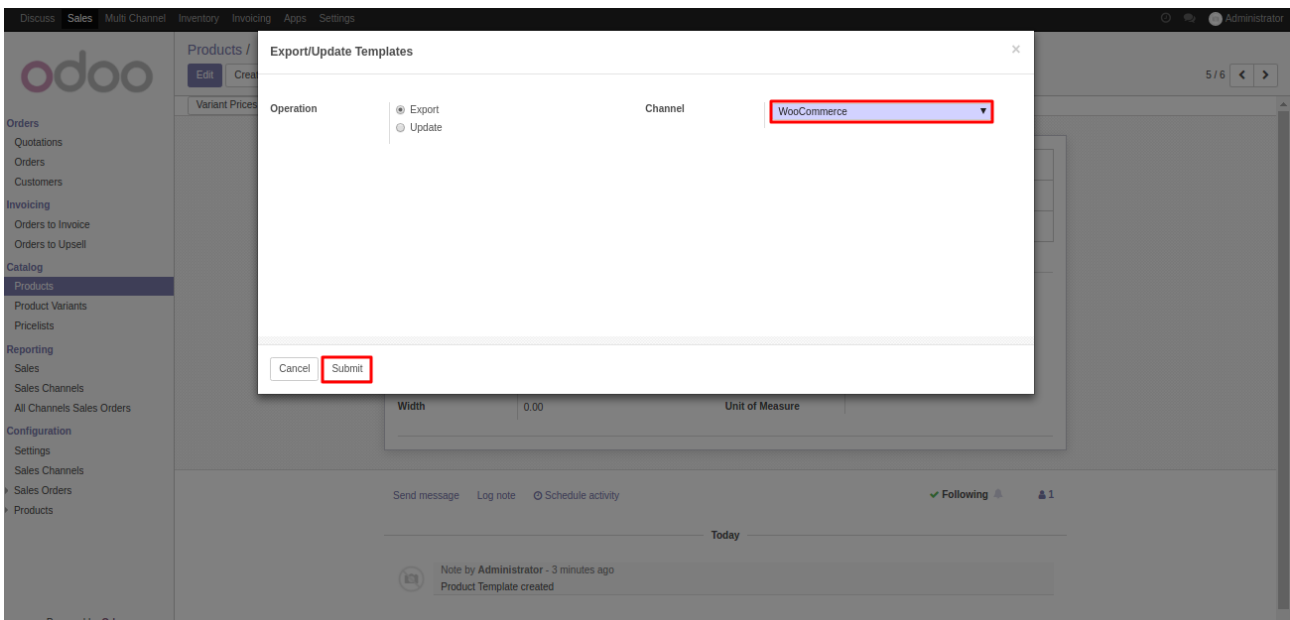 Discuss Sales Multi Channel Inventory Invoicing Apps Settings Administrator
odoo
Products /
Edit Creat
5 / 6
Variant Prices
Export/Update Templates ×
Operation
Export
Update
Channel
WooCommerce
Cancel Submit
Orders
Quotations
Orders
Customers
Invoicing
Orders to Invoice
Orders to Upsell
Catalog
Products
Product Variants
Pricelists
Reporting
Sales
Sales Channels
All Channels Sales Orders
Configuration
Settings
Sales Channels
Sales Orders
Products
Width 0.00 Unit of Measure
Send message Log note Schedule activity Following 1
Today
Note by Administrator - 3 minutes ago
Product Template created